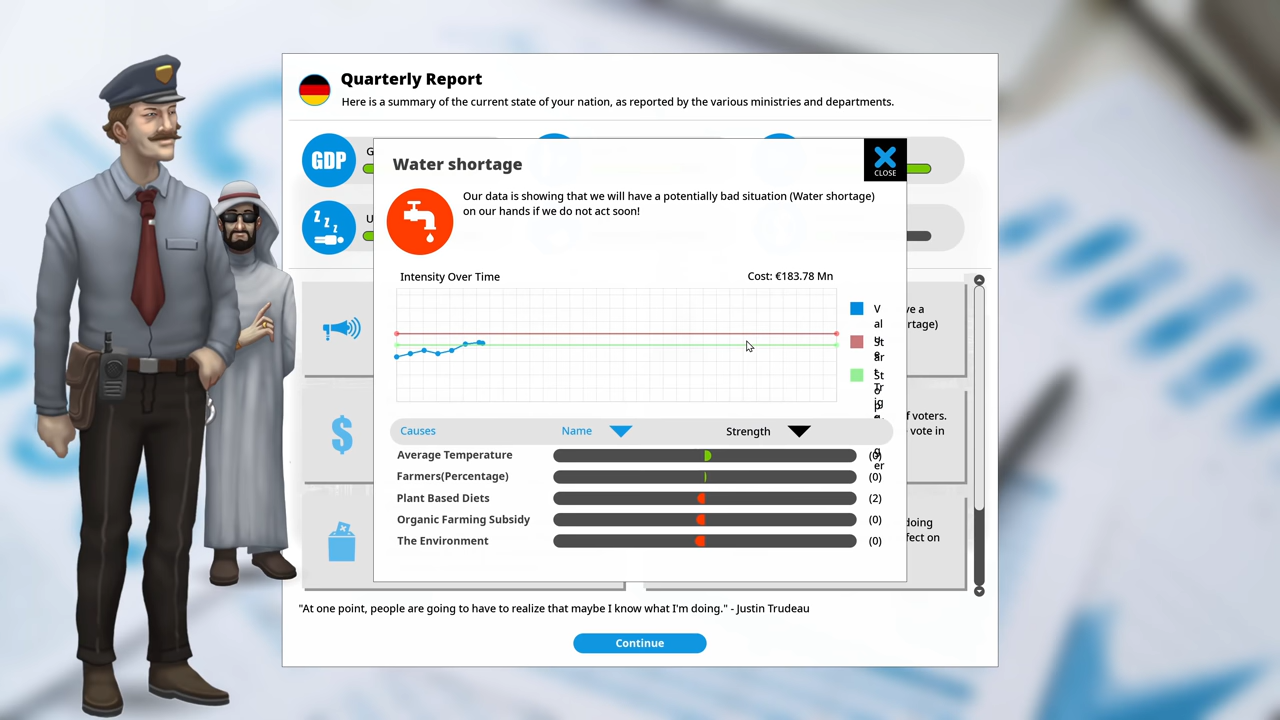 Quarterly Report
Here is a summary of the current state of your nation, as reported by the various ministries and departments.
GDP
G
U
Water shortage
CLOSE
Our data is showing that we will have a potentially bad situation (Water shortage)
on our hands if we do not act soon!
Intensity Over Time
Cost: €183.78 Mn
ve a
rtage)
of voters.
vote in
doing
fect on
Causes
Name
Strength
Average Temperature
Farmers(Percentage)
(0)
Plant Based Diets
(2)
Organic Farming Subsidy
(0)
The Environment
(0)
"At one point, people are going to have to realize that maybe I know what I'm doing." - Justin Trudeau
Continue